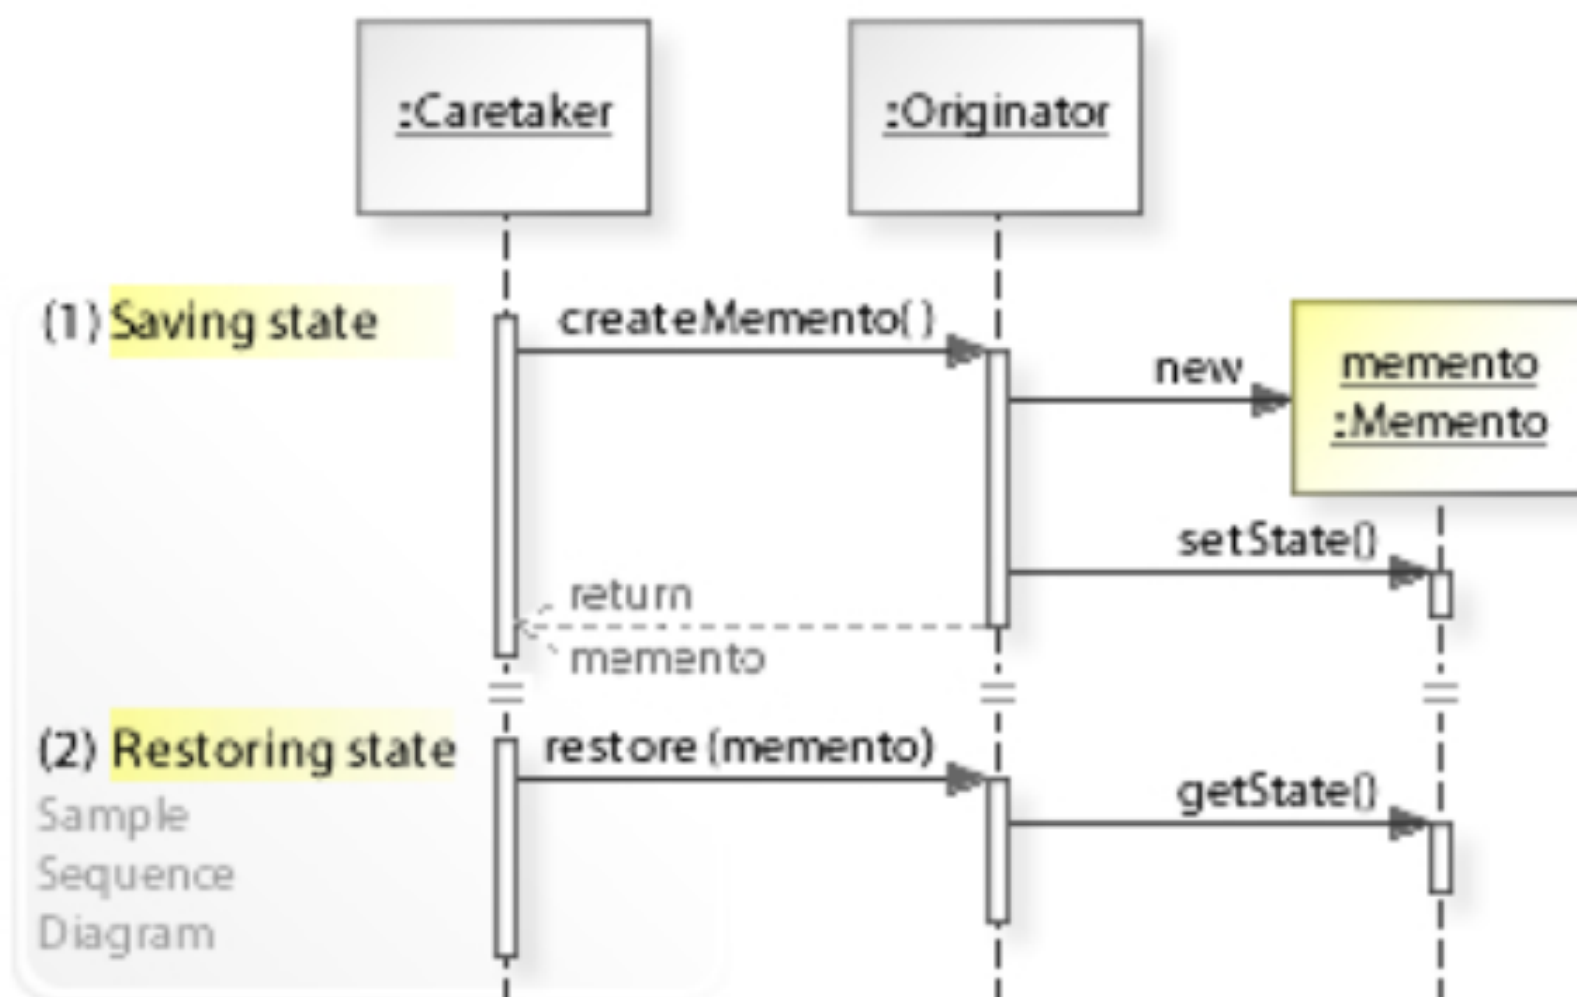 :Caretaker
:Originator
(1) Saving state
createMemento( )
new
memento
:Memento
setState()
return
memento
(2) Restoring state
restore (memento)
getState()
Sample
Sequence
Diagram